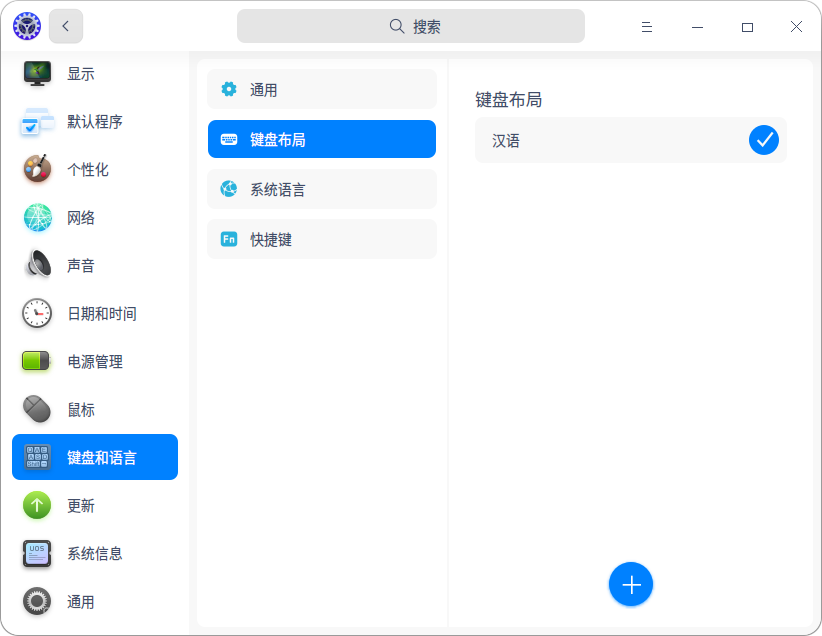 搜索
显示
默认程序
个性化
网络
声音
日期和时间
电源管理
鼠标
键盘和语言
更新
UOS
系统信息
通用
通用
键盘布局
系统语言
Fn
快捷键
键盘布局
汉语